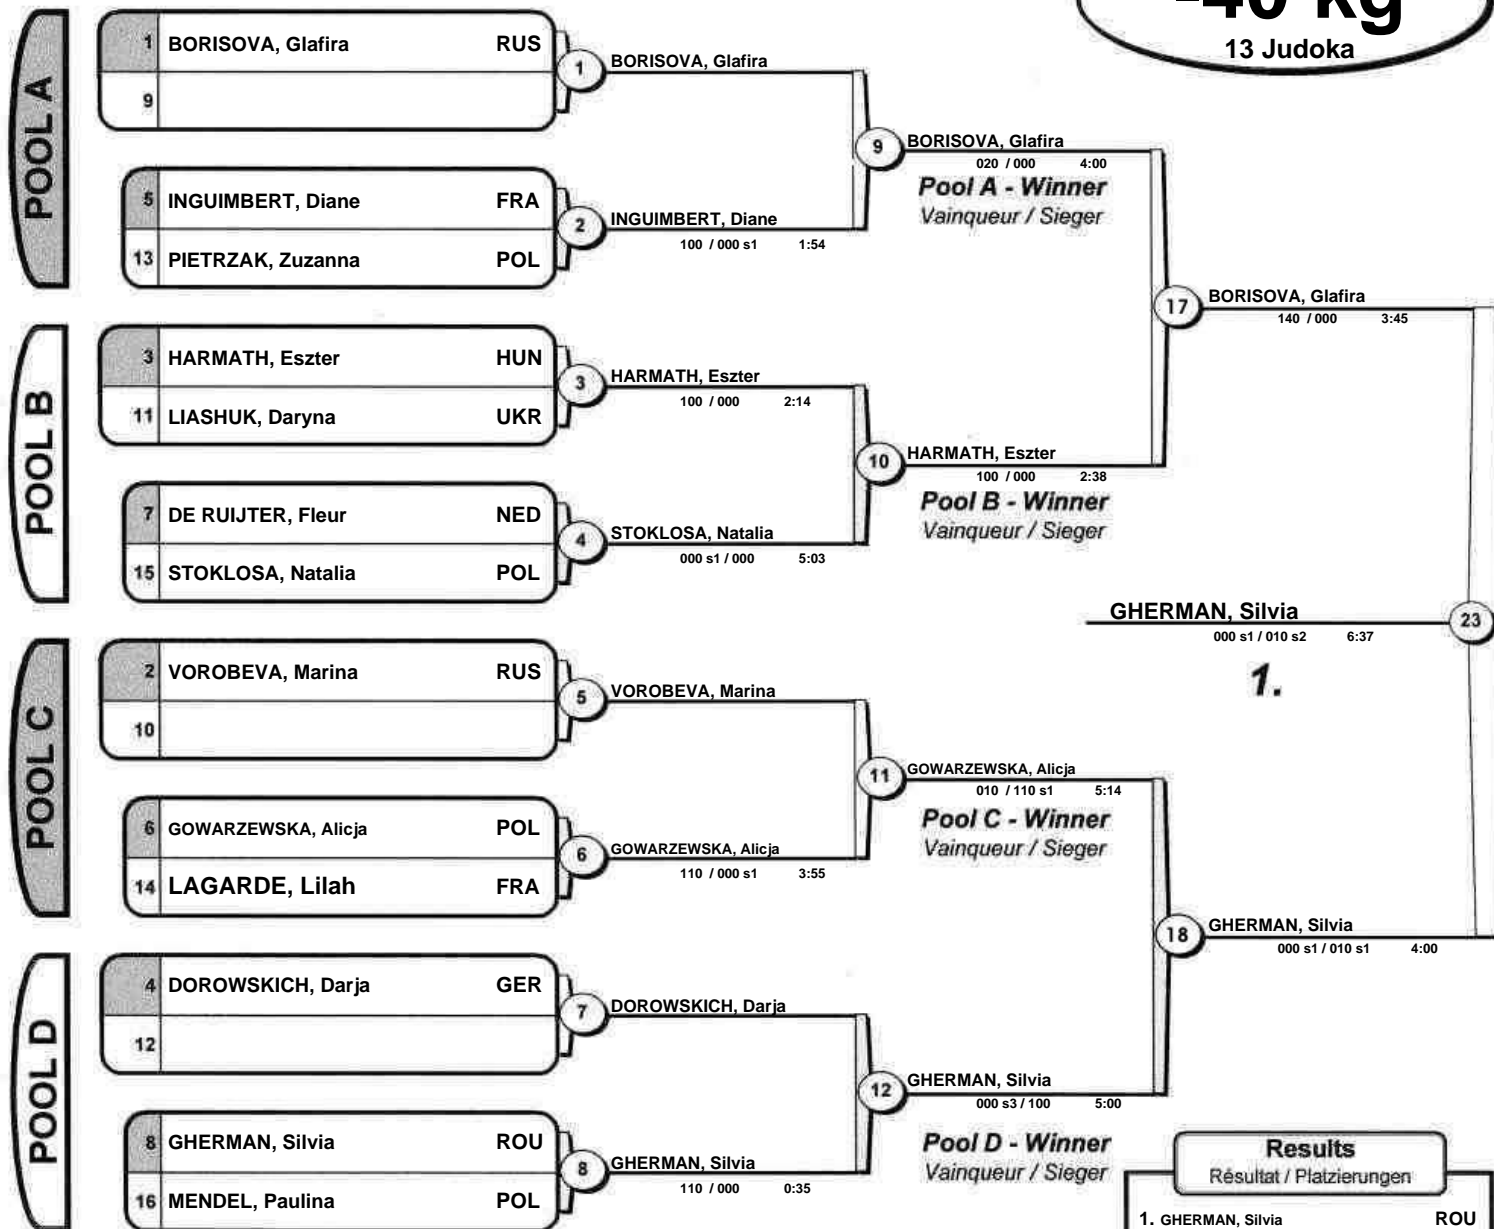 -40 kg
13 Judoka
POOL A
1 BORISOVA, Glafira RUS
9
1 BORISOVA, Glafira
5 INGUIMBERT, Diane FRA
13 PIETRZAK, Zuzanna POL
2 INGUIMBERT, Diane
100 / 000 s1 1:54
9 BORISOVA, Glafira
020 / 000 4:00
Pool A - Winner
Vainqueur / Sieger
POOL B
3 HARMATH, Eszter HUN
11 LIASHUK, Daryna UKR
3 HARMATH, Eszter
100 / 000 2:14
7 DE RUIJTER, Fleur NED
15 STOKLOSA, Natalia POL
4 STOKLOSA, Natalia
000 s1 / 000 5:03
10 HARMATH, Eszter
100 / 000 2:38
Pool B - Winner
Vainqueur / Sieger
17 BORISOVA, Glafira
140 / 000 3:45
GHERMAN, Silvia 23
000 s1 / 010 s2 6:37
1.
POOL C
2 VOROBEVA, Marina RUS
10
5 VOROBEVA, Marina
6 GOWARZEWSKA, Alicja POL
14 LAGARDE, Lilah FRA
6 GOWARZEWSKA, Alicja
110 / 000 s1 3:55
11 GOWARZEWSKA, Alicja
010 / 110 s1 5:14
Pool C - Winner
Vainqueur / Sieger
POOL D
4 DOROWSKICH, Darja GER
12
7 DOROWSKICH, Darja
8 GHERMAN, Silvia ROU
16 MENDEL, Paulina POL
8 GHERMAN, Silvia
110 / 000 0:35
12 GHERMAN, Silvia
000 s3 / 100 5:00
Pool D - Winner
Vainqueur / Sieger
18 GHERMAN, Silvia
000 s1 / 010 s1 4:00
Results
Résultat / Platzierungen
1. GHERMAN, Silvia ROU